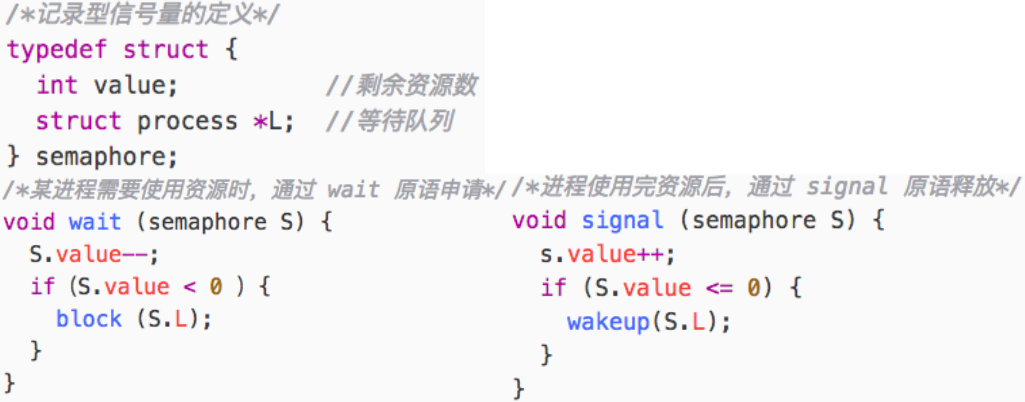 /*记录型信号量的定义*/
typedef struct {
  int value;          //剩余资源数
  struct process *L;  //等待队列
} semaphore;
/*某进程需要使用资源时，通过 wait 原语申请*/
void wait (semaphore S) {
  S.value--;
  if (S.value < 0 ) {
    block (S.L);
  }
}
/*进程使用完资源后，通过 signal 原语释放*/
void signal (semaphore S) {
  s.value++;
  if (S.value <= 0) {
    wakeup(S.L);
  }
}